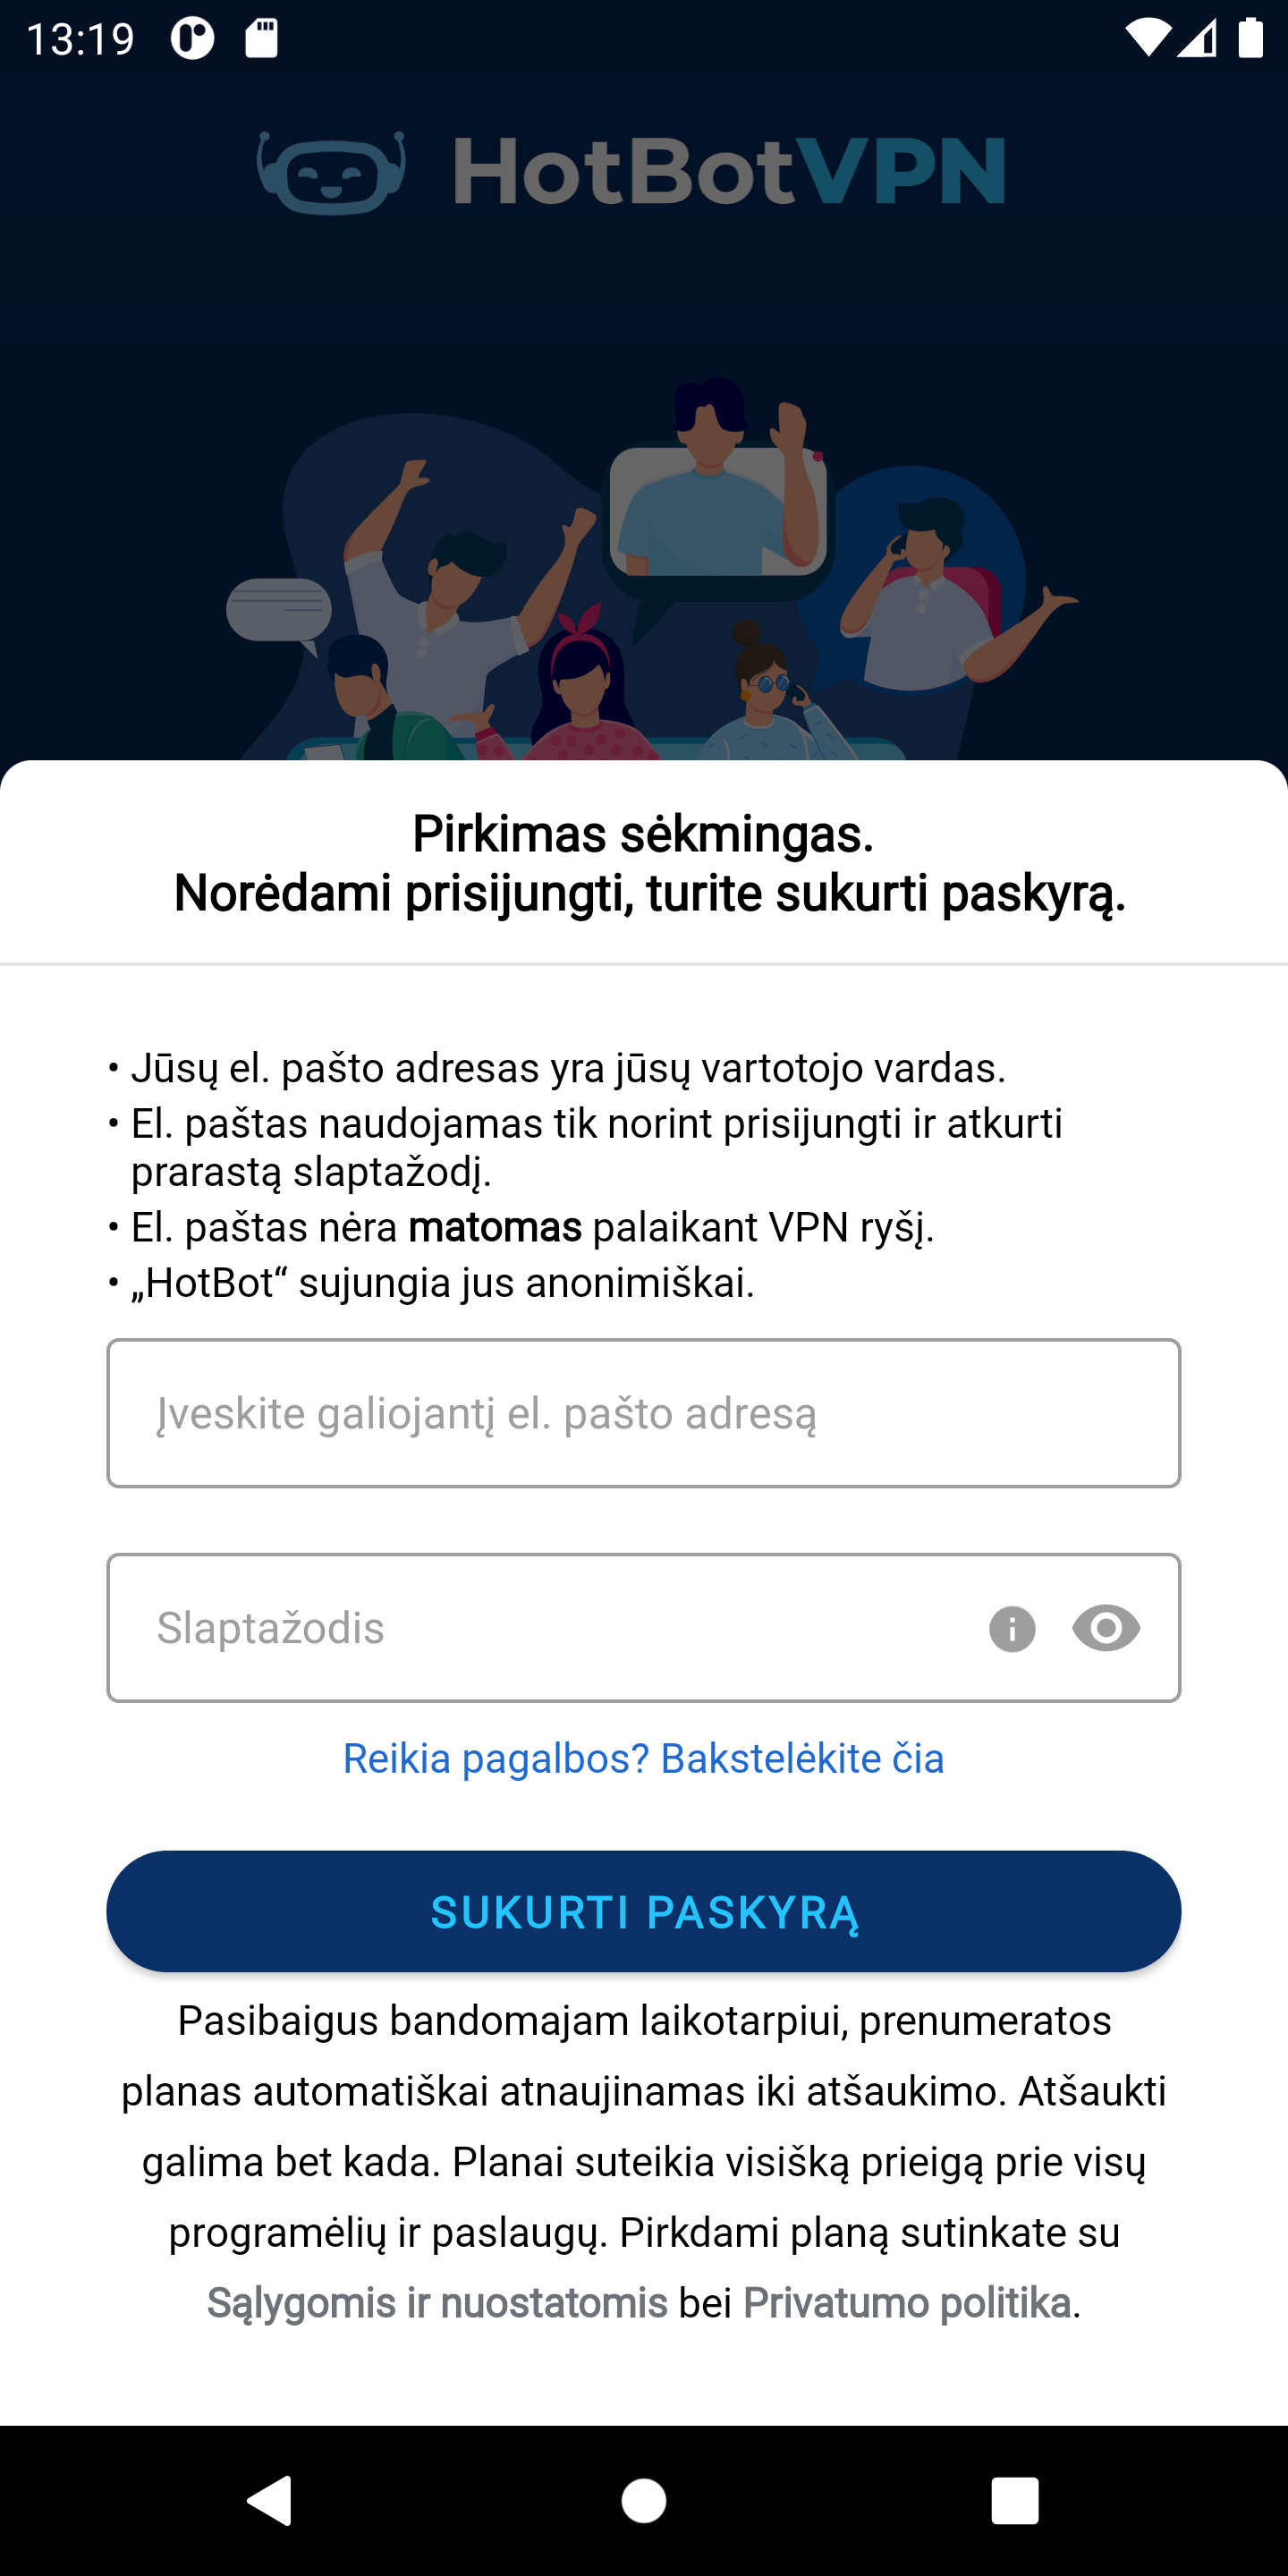 13:19
HotBotVPN
Pirkimas sėkmingas.
Norėdami prisijungti, turite sukurti paskyrą.
• Jūsų el. pašto adresas yra jūsų vartotojo vardas.
• El. paštas naudojamas tik norint prisijungti ir atkurti
prarastą slaptažodį.
• El. paštas nėra matomas palaikant VPN ryšį.
• „HotBot“ sujungia jus anonimiškai.
Įveskite galiojantį el. pašto adresą
Slaptažodis
Reikia pagalbos? Bakstelėkite čia
SUKURTI PASKYRĄ
Pasibaigus bandomajam laikotarpiui, prenumeratos
planas automatiškai atnaujinamas iki atšaukimo. Atšaukti
galima bet kada. Planai suteikia visišką prieigą prie visų
programėlių ir paslaugų. Pirkdami planą sutinkate su
Sąlygomis ir nuostatomis bei Privatumo politika.